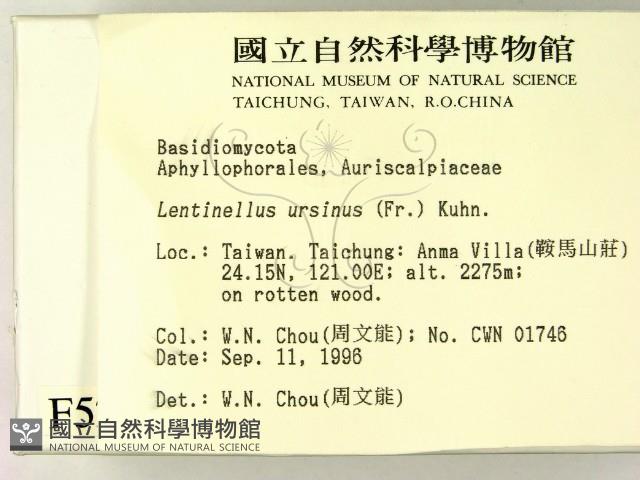 國立自然科學博物館
NATIONAL MUSEUM OF NATURAL SCIENCE
TAICHUNG, TAIWAN, R.O.CHINA
Basidiomycota
Aphyllophorales, Auriscalpiaceae
Lentinellus ursinus (Fr.) Kuhn.
Loc.: Taiwan. Taichung: Anma Villa(鞍馬山莊)
24.15N, 121.00E; alt. 2275m;
on rotten wood.
Col.: W.N. Chou(周文能); No. CWN 01746
Date: Sep. 11, 1996
Det.: W.N. Chou(周文能)
國立自然科學博物館
NATIONAL MUSEUM OF NATURAL SCIENCE